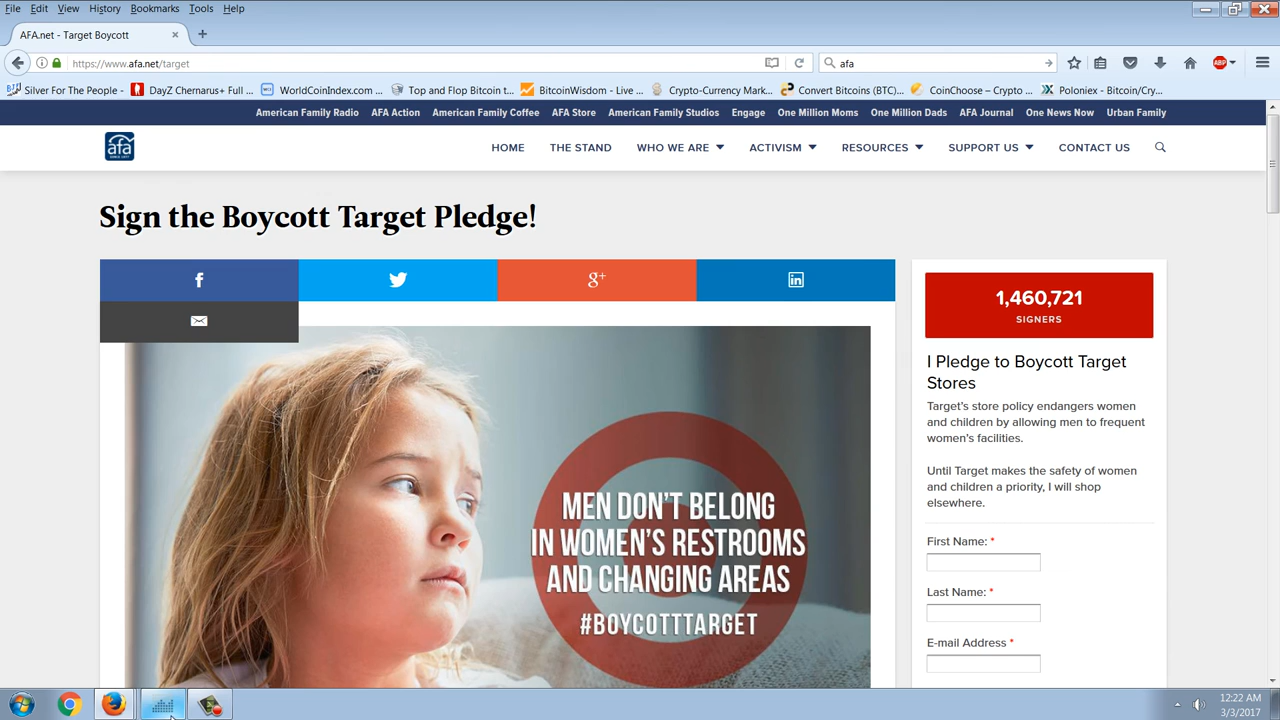 File Edit View History Bookmarks Tools Help
AFA.net - Target Boycott
https://www.afa.net/target
afa
ABP
Silver For The People - DayZ Chernarus+ Full ... WorldCoinIndex.com ... Top and Flop Bitcoin t... BitcoinWisdom - Live ... Crypto-Currency Mark... Convert Bitcoins (BTC)... CoinChoose – Crypto ... Poloniex - Bitcoin/Cry...
American Family Radio AFA Action American Family Coffee AFA Store American Family Studios Engage One Million Moms One Million Dads AFA Journal One News Now Urban Family
afa
SINCE 1977
HOME THE STAND WHO WE ARE ACTIVISM RESOURCES SUPPORT US CONTACT US
Sign the Boycott Target Pledge!
f g+ in
MEN DON'T BELONG
IN WOMEN'S RESTROOMS
AND CHANGING AREAS
#BOYCOTTTARGET
1,460,721
SIGNERS
I Pledge to Boycott Target
Stores
Target's store policy endangers women
and children by allowing men to frequent
women's facilities.
Until Target makes the safety of women
and children a priority, I will shop
elsewhere.
First Name: *
Last Name: *
E-mail Address *
12:22 AM
3/3/2017